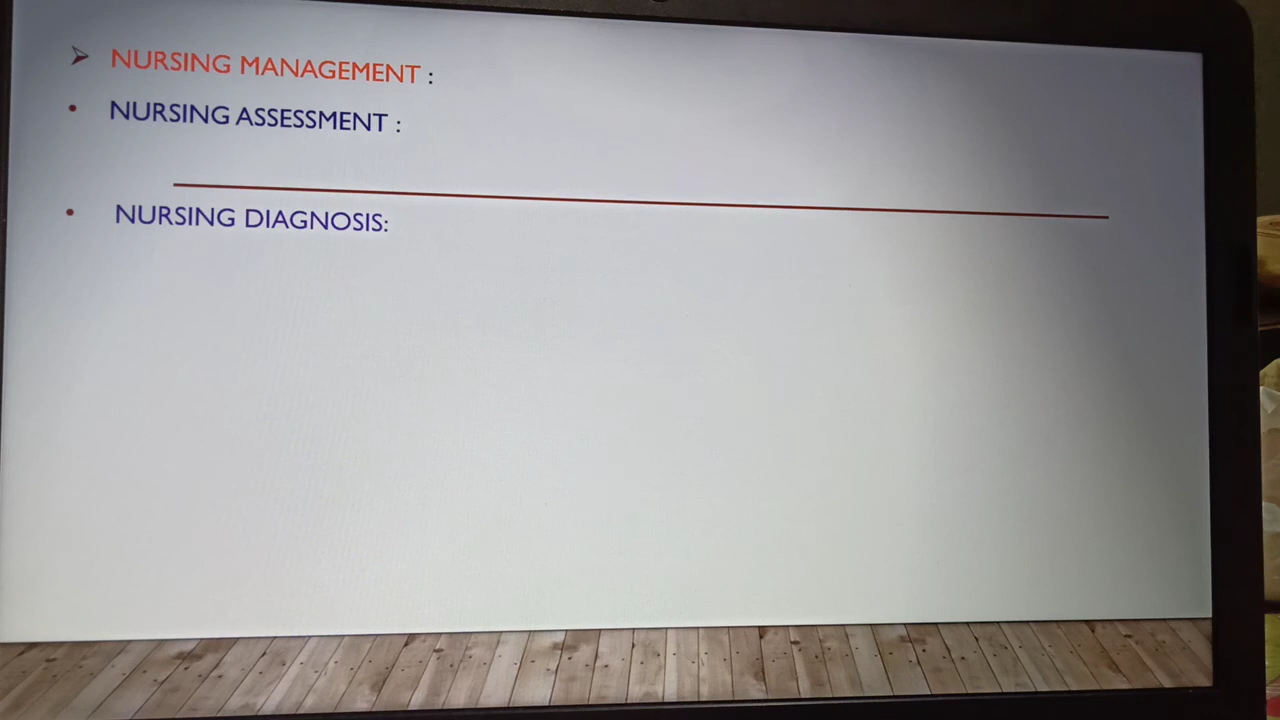 ➢ NURSING MANAGEMENT :
• NURSING ASSESSMENT :
• NURSING DIAGNOSIS: